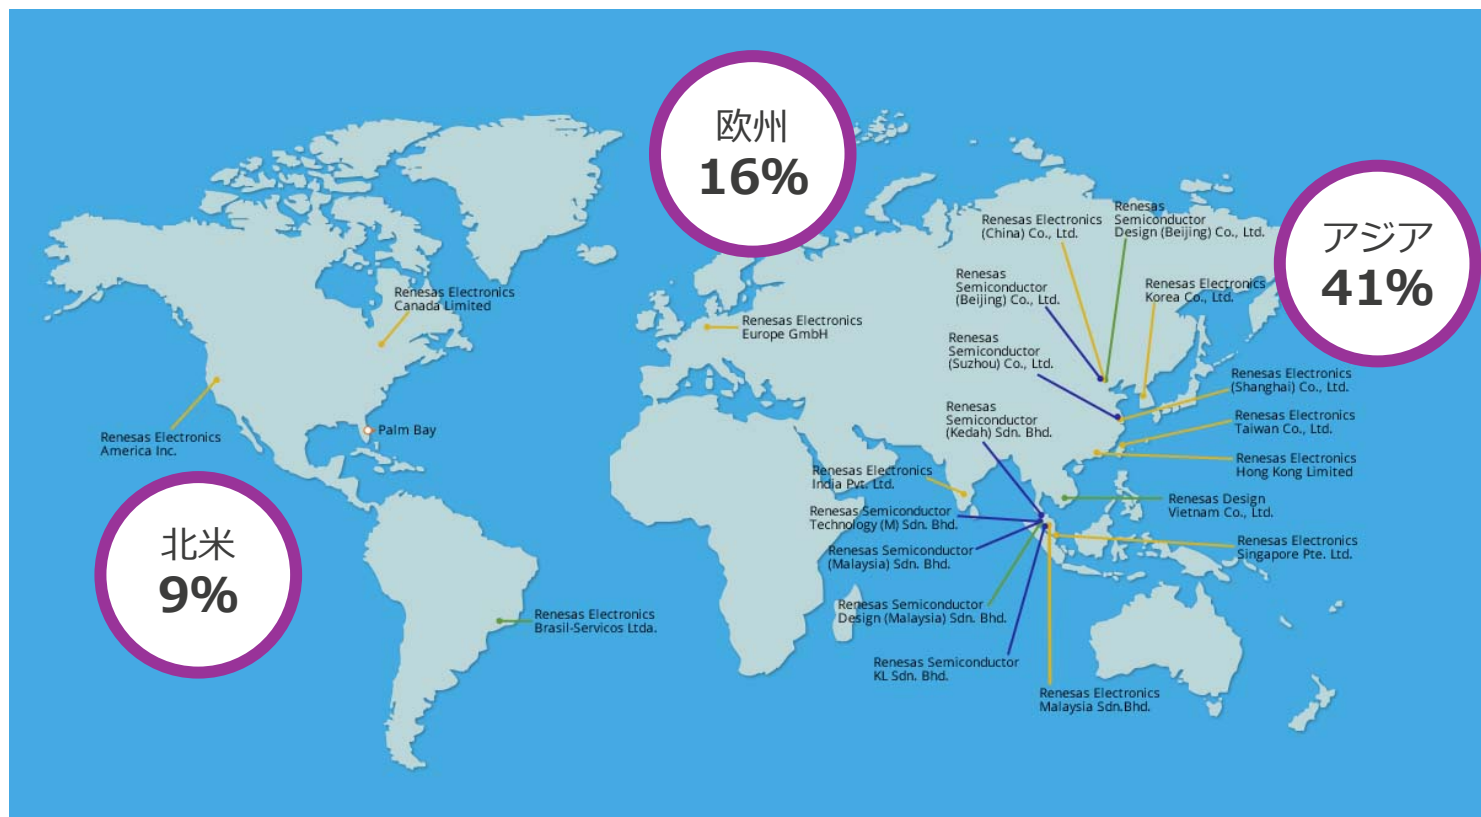 欧州
16%
アジア
41%
北米
9%
Renesas Electronics
Canada Limited
Renesas Electronics
America Inc.
Palm Bay
Renesas Electronics
Brasil-Servicos Ltda.
Renesas Electronics
Europe GmbH
Renesas Electronics
(China) Co., Ltd.
Renesas
Semiconductor
Design (Beijing) Co., Ltd.
Renesas
Semiconductor
(Beijing) Co., Ltd.
Renesas Electronics
Korea Co., Ltd.
Renesas
Semiconductor
(Suzhou) Co., Ltd.
Renesas Electronics
(Shanghai) Co., Ltd.
Renesas
Semiconductor
(Kedah) Sdn. Bhd.
Renesas Electronics
Taiwan Co., Ltd.
Renesas Electronics
Hong Kong Limited
Renesas Electronics
India Pvt. Ltd.
Renesas Design
Vietnam Co., Ltd.
Renesas Semiconductor
Technology (M) Sdn. Bhd.
Renesas Electronics
Singapore Pte. Ltd.
Renesas Semiconductor
(Malaysia) Sdn. Bhd.
Renesas Semiconductor
Design (Malaysia) Sdn. Bhd.
Renesas Semiconductor
KL Sdn. Bhd.
Renesas Electronics
Malaysia Sdn.Bhd.